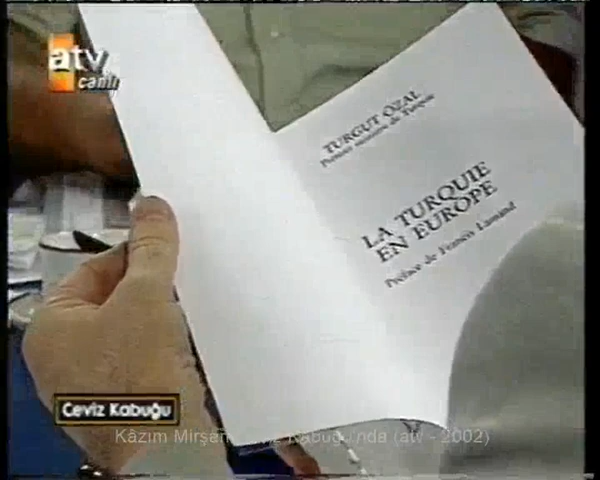 atv
canlı
TURGUT ÖZAL
Premier ministre de Turquie
LA TURQUIE
EN EUROPE
Préface de Francis Lamand
Ceviz Kabuğu
Kâzım Mirşan Ceviz Kabuğu'nda (atv - 2002)